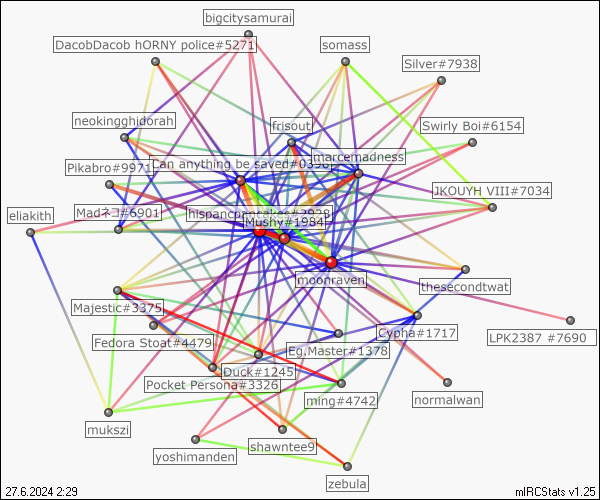 bigcitysamurai
DacobDacob hORNY police#5271
somass
Silver#7938
neokingghidorah
frisout
Swirly Boi#6154
Can anything be saved#0390
marcemadness
Pikabro#9971
JKOUYH VIII#7034
eliakith
Madネコ#6901
hispancprncakes#3928
Mushy#1984
moonraven
thesecondtwat
Majestic#3375
Cypha#1717
LPK2387 #7690
Fedora Stoat#4479
Eg.Master#1378
Duck#1245
Pocket Persona#3326
ming#4742
normalwan
mukszi
shawntee9
yoshimanden
zebula
27.6.2024 2:29
mIRCStats v1.25